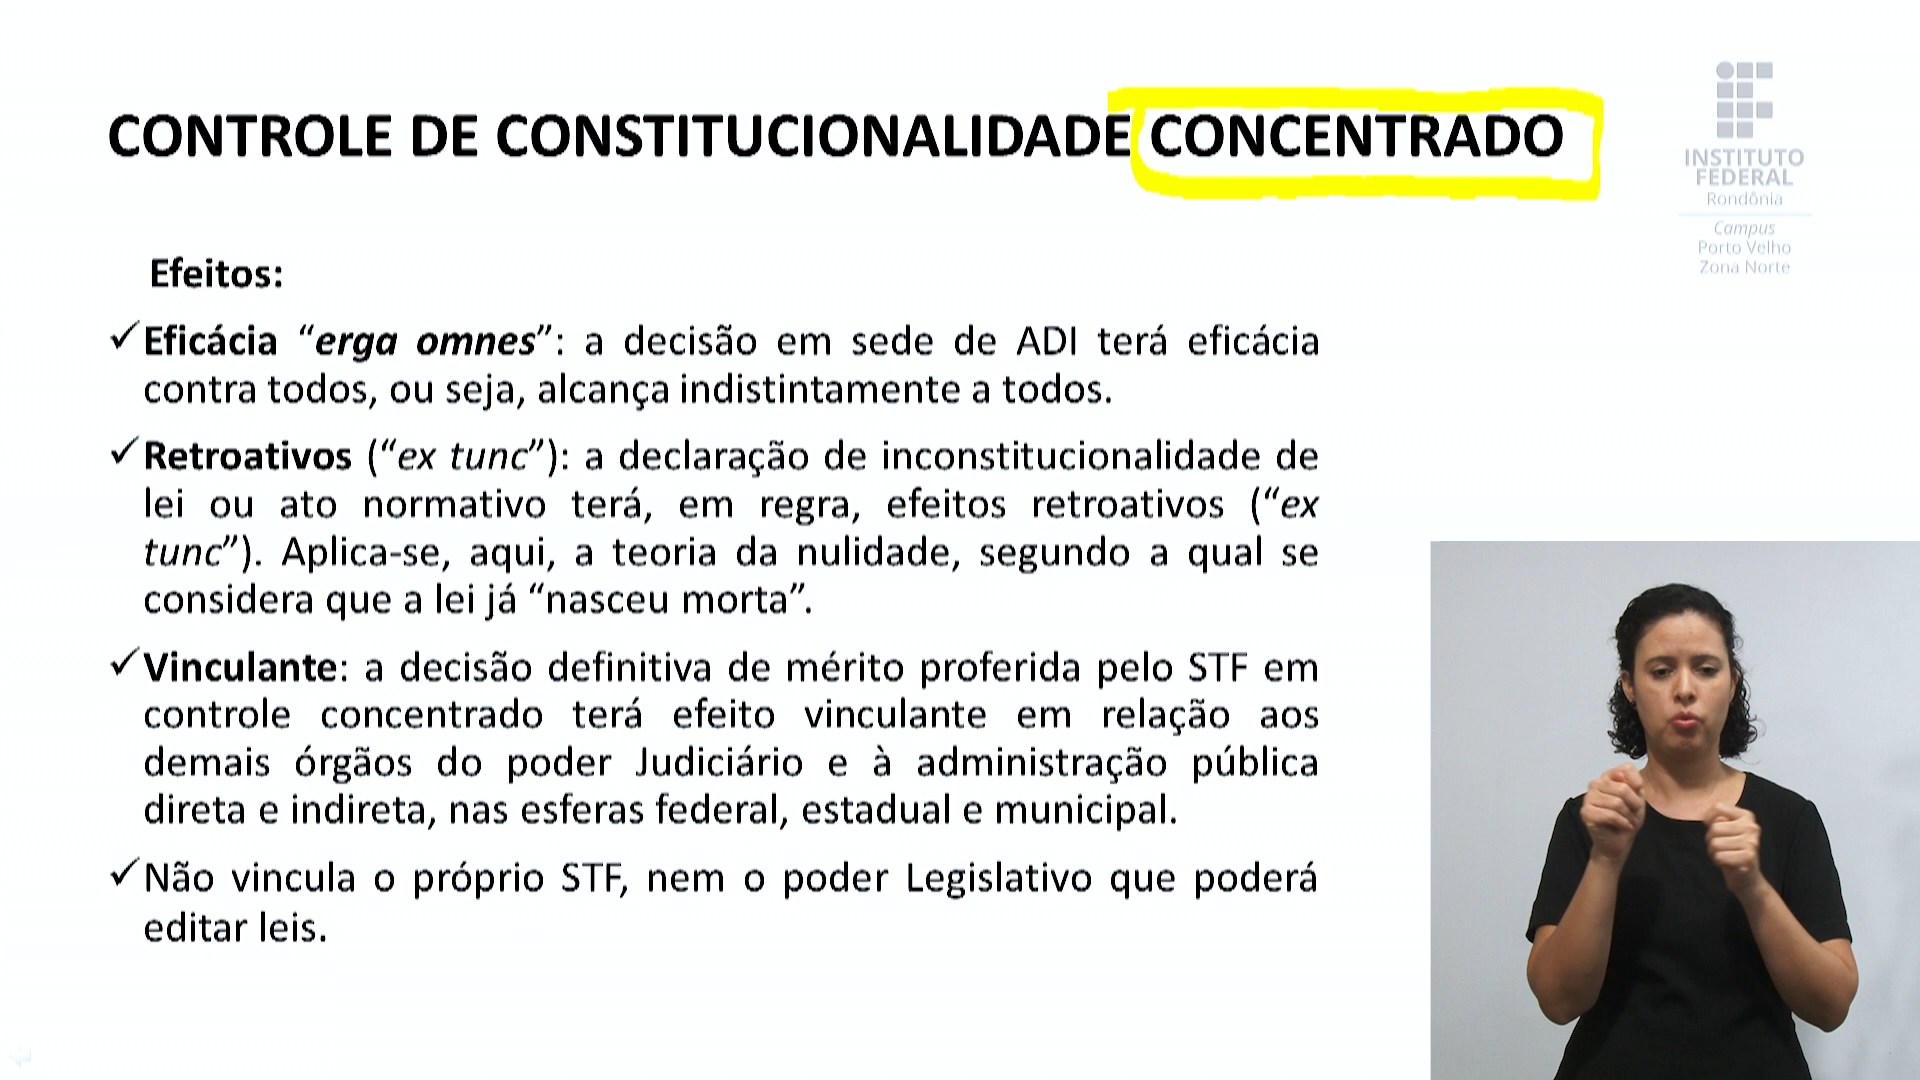 CONTROLE DE CONSTITUCIONALIDADE CONCENTRADO
INSTITUTO
FEDERAL
Rondônia
Campus
Porto Velho
Zona Norte
Efeitos:
✓Eficácia “erga omnes”: a decisão em sede de ADI terá eficácia
contra todos, ou seja, alcança indistintamente a todos.
✓Retroativos (“ex tunc”): a declaração de inconstitucionalidade de
lei ou ato normativo terá, em regra, efeitos retroativos (“ex
tunc”). Aplica-se, aqui, a teoria da nulidade, segundo a qual se
considera que a lei já “nasceu morta”.
✓Vinculante: a decisão definitiva de mérito proferida pelo STF em
controle concentrado terá efeito vinculante em relação aos
demais órgãos do poder Judiciário e à administração pública
direta e indireta, nas esferas federal, estadual e municipal.
✓Não vincula o próprio STF, nem o poder Legislativo que poderá
editar leis.